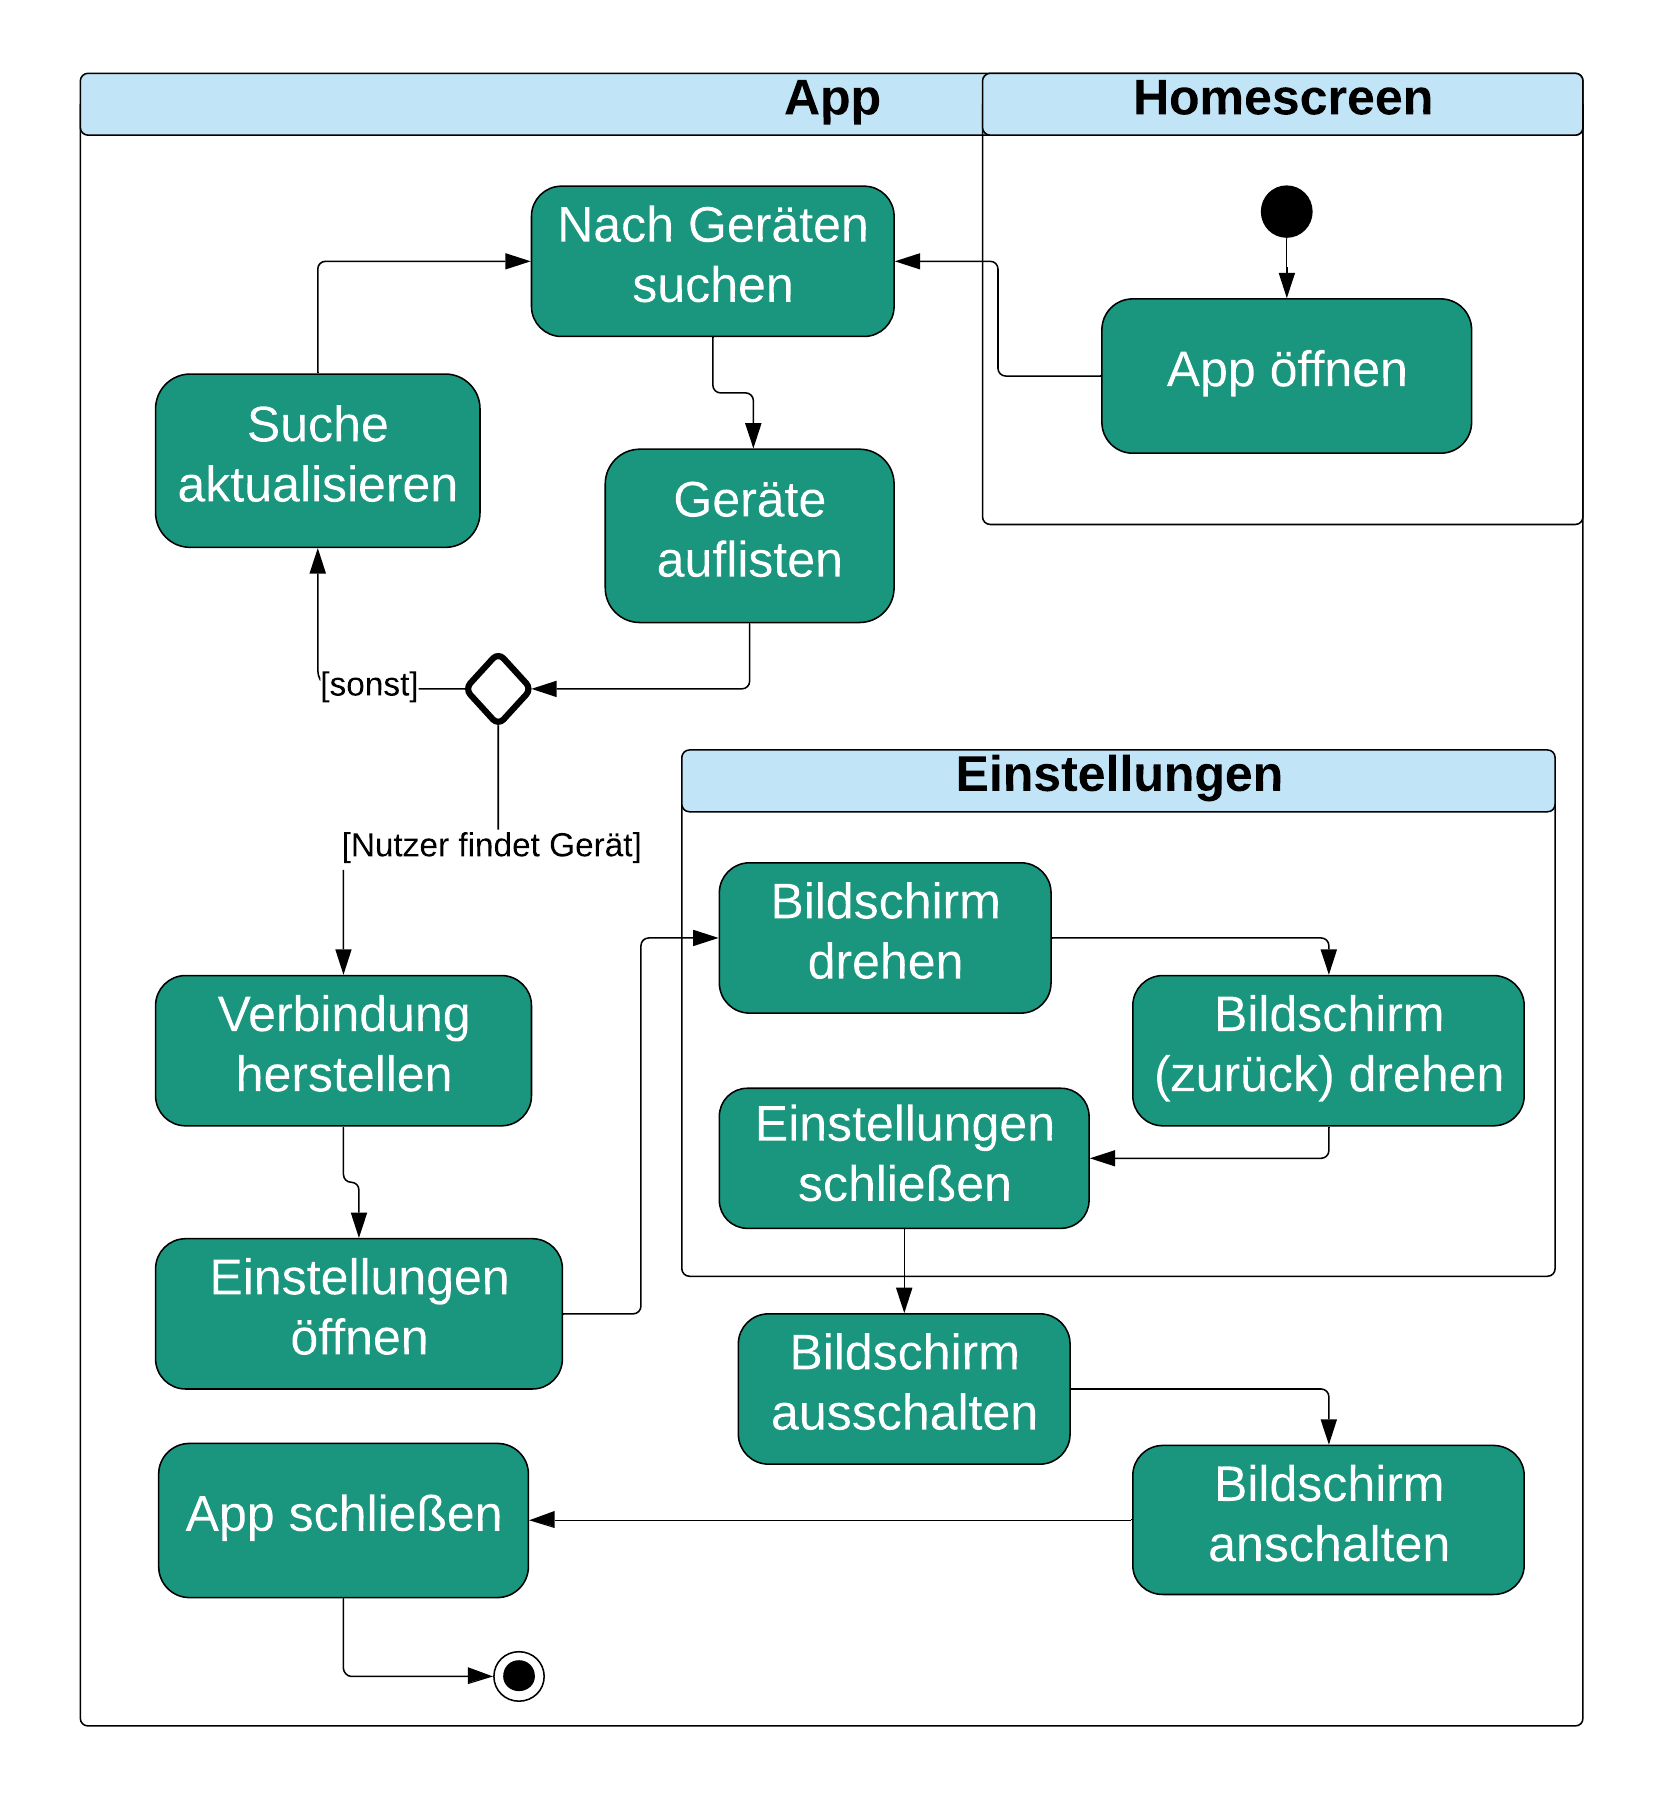 App
Homescreen
Nach Geräten
suchen
App öffnen
Suche
aktualisieren
Geräte
auflisten
[sonst]
[Nutzer findet Gerät]
Einstellungen
Bildschirm
drehen
Verbindung
herstellen
Bildschirm
(zurück) drehen
Einstellungen
schließen
Einstellungen
öffnen
Bildschirm
ausschalten
App schließen
Bildschirm
anschalten